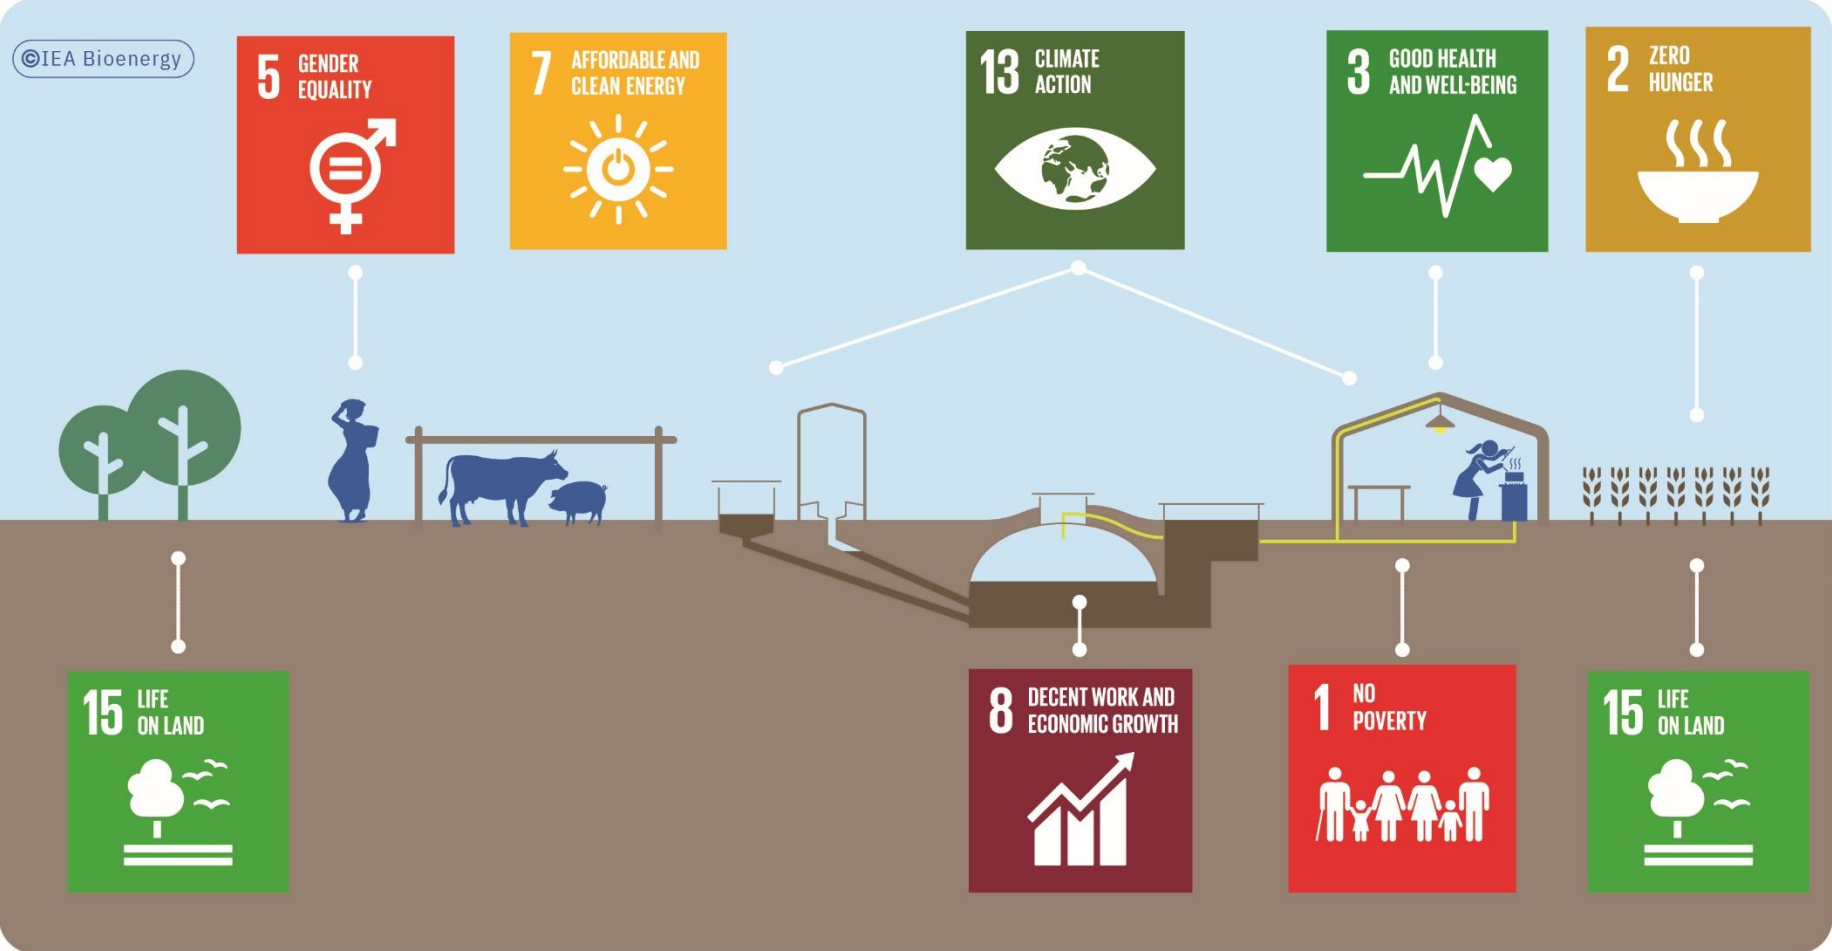 ©IEA Bioenergy
5 GENDER
EQUALITY
7 AFFORDABLE AND
CLEAN ENERGY
13 CLIMATE
ACTION
3 GOOD HEALTH
AND WELL-BEING
2 ZERO
HUNGER
15 LIFE
ON LAND
8 DECENT WORK AND
ECONOMIC GROWTH
1 NO
POVERTY
15 LIFE
ON LAND